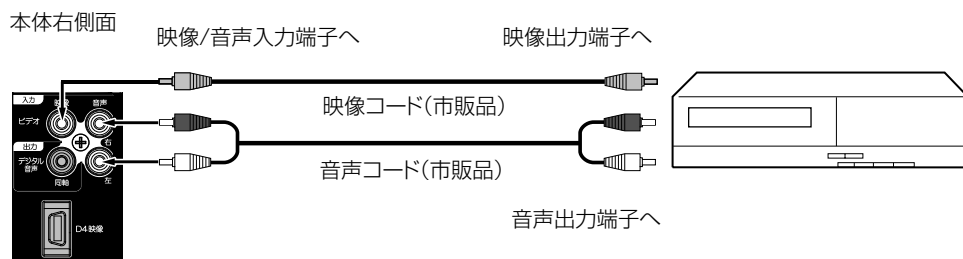 本体右側面
映像/音声入力端子へ
映像出力端子へ
映像コード(市販品)
音声コード(市販品)
音声出力端子へ
入力
映像
音声
ビデオ
右
出力
デジタル
音声
同軸
左
D4映像